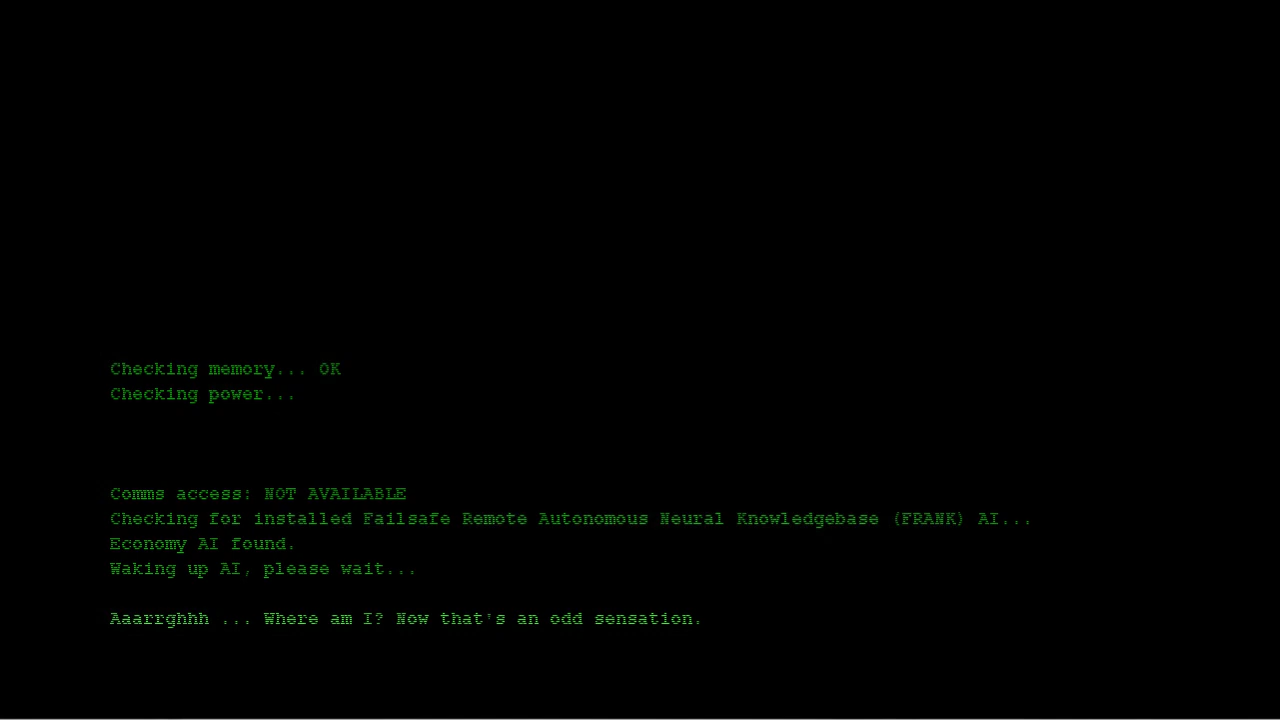 Checking memory... OK
Checking power...
Comms access: NOT AVAILABLE
Checking for installed Failsafe Remote Autonomous Neural Knowledgebase (FRANK) AI...
Economy AI found.
Waking up AI, please wait...
Aaarrghhh ... Where am I? Now that's an odd sensation.